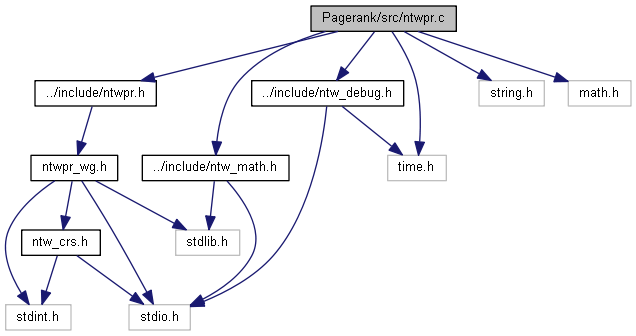 Pagerank/src/ntwpr.c
../include/ntwpr.h
../include/ntw_debug.h
string.h
math.h
ntwpr_wg.h
../include/ntw_math.h
time.h
ntw_crs.h
stdlib.h
stdint.h
stdio.h